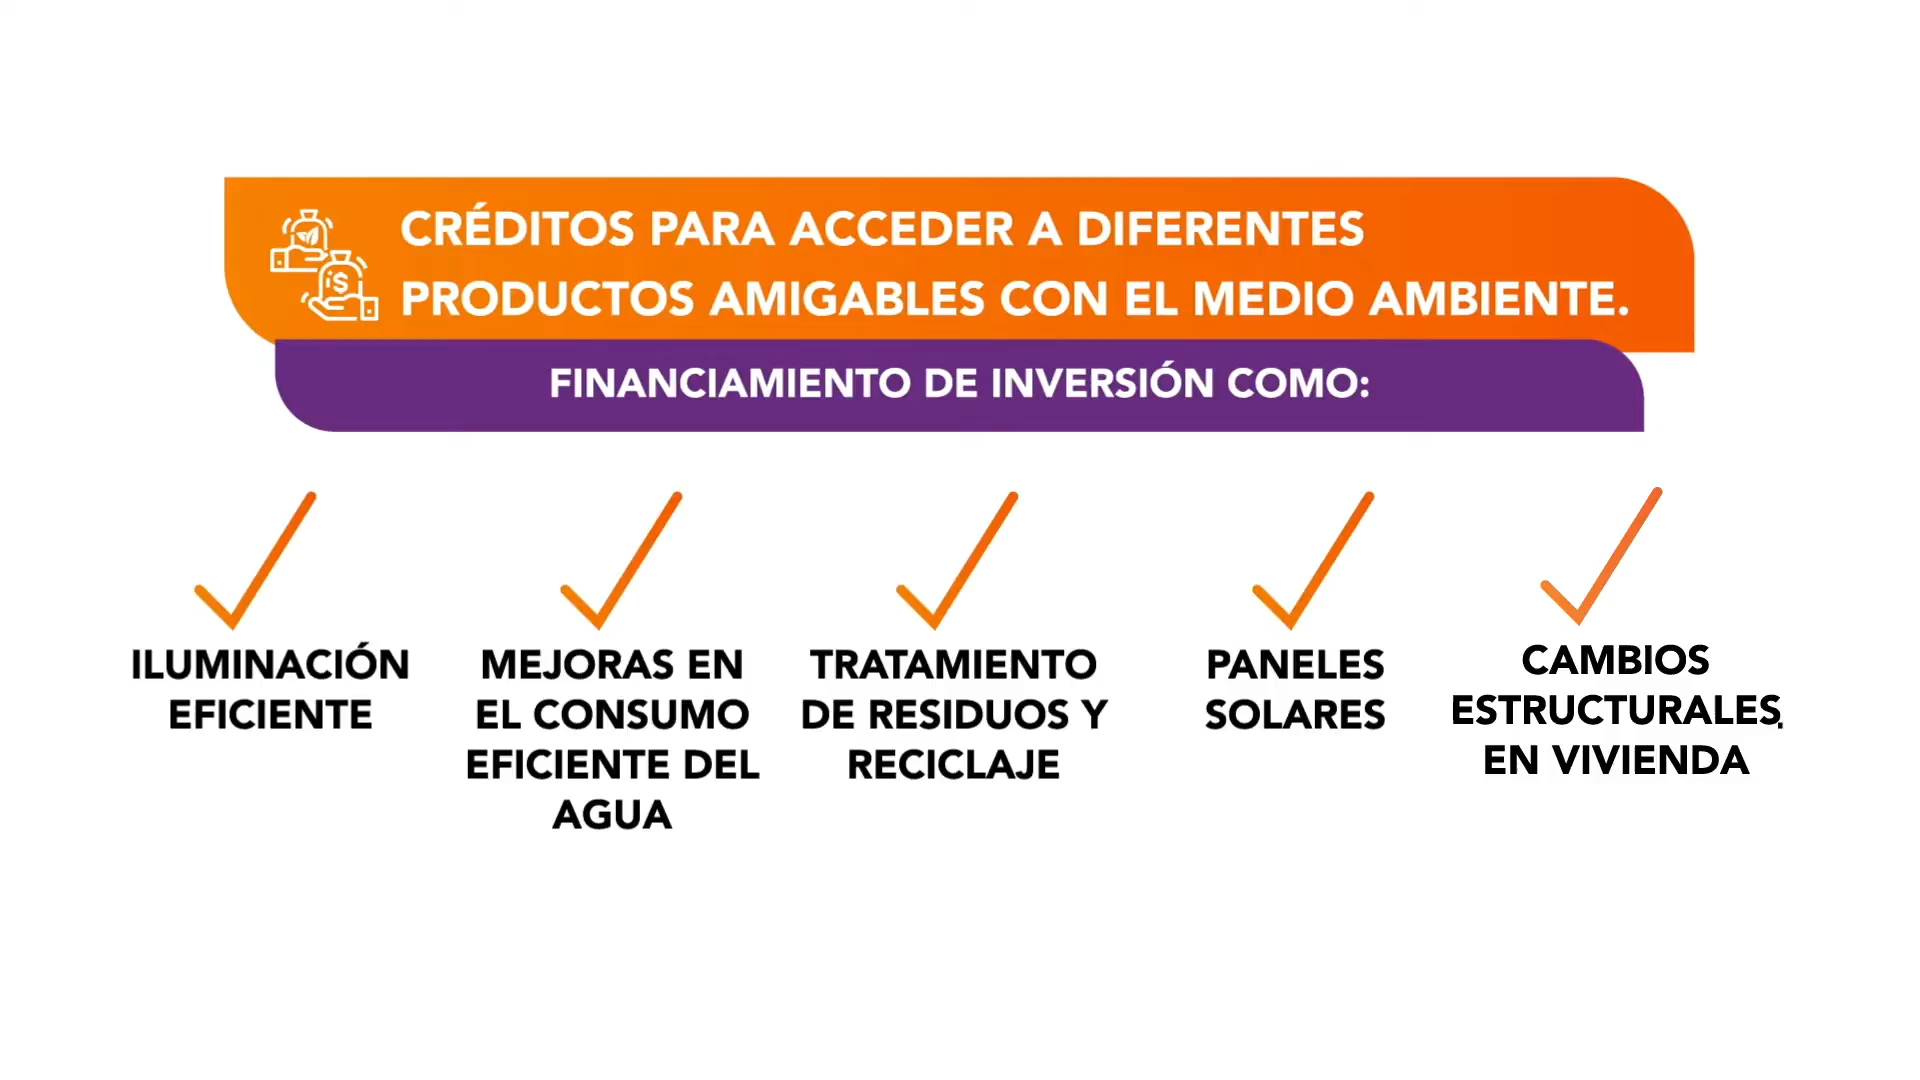 CRÉDITOS PARA ACCEDER A DIFERENTES
PRODUCTOS AMIGABLES CON EL MEDIO AMBIENTE.
FINANCIAMIENTO DE INVERSIÓN COMO:
ILUMINACIÓN
EFICIENTE
MEJORAS EN
EL CONSUMO
EFICIENTE DEL
AGUA
TRATAMIENTO
DE RESIDUOS Y
RECICLAJE
PANELES
SOLARES
CAMBIOS
ESTRUCTURALES
EN VIVIENDA